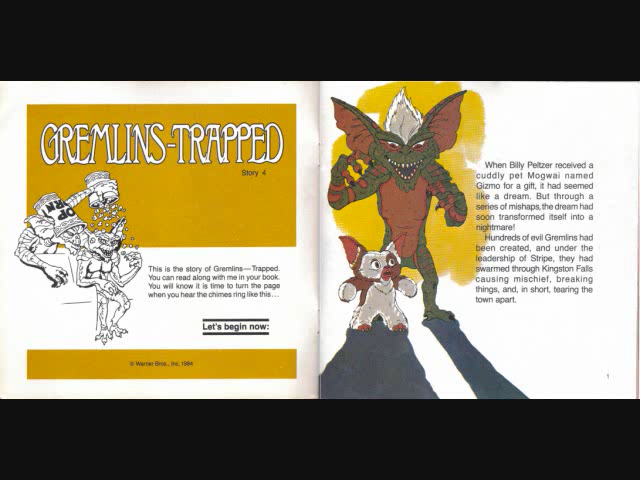 GREMLINS-TRAPPED
Story 4
OP
RN!
This is the story of Gremlins—Trapped.
You can read along with me in your book.
You will know it is time to turn the page
when you hear the chimes ring like this...
Let's begin now:
© Warner Bros., Inc. 1984
When Billy Peltzer received a
cuddly pet Mogwai named
Gizmo for a gift, it had seemed
like a dream. But through a
series of mishaps, the dream had
soon transformed itself into a
nightmare!
Hundreds of evil Gremlins had
been created, and under the
leadership of Stripe, they had
swarmed through Kingston Falls
causing mischief, breaking
things, and, in short, tearing the
town apart.
1